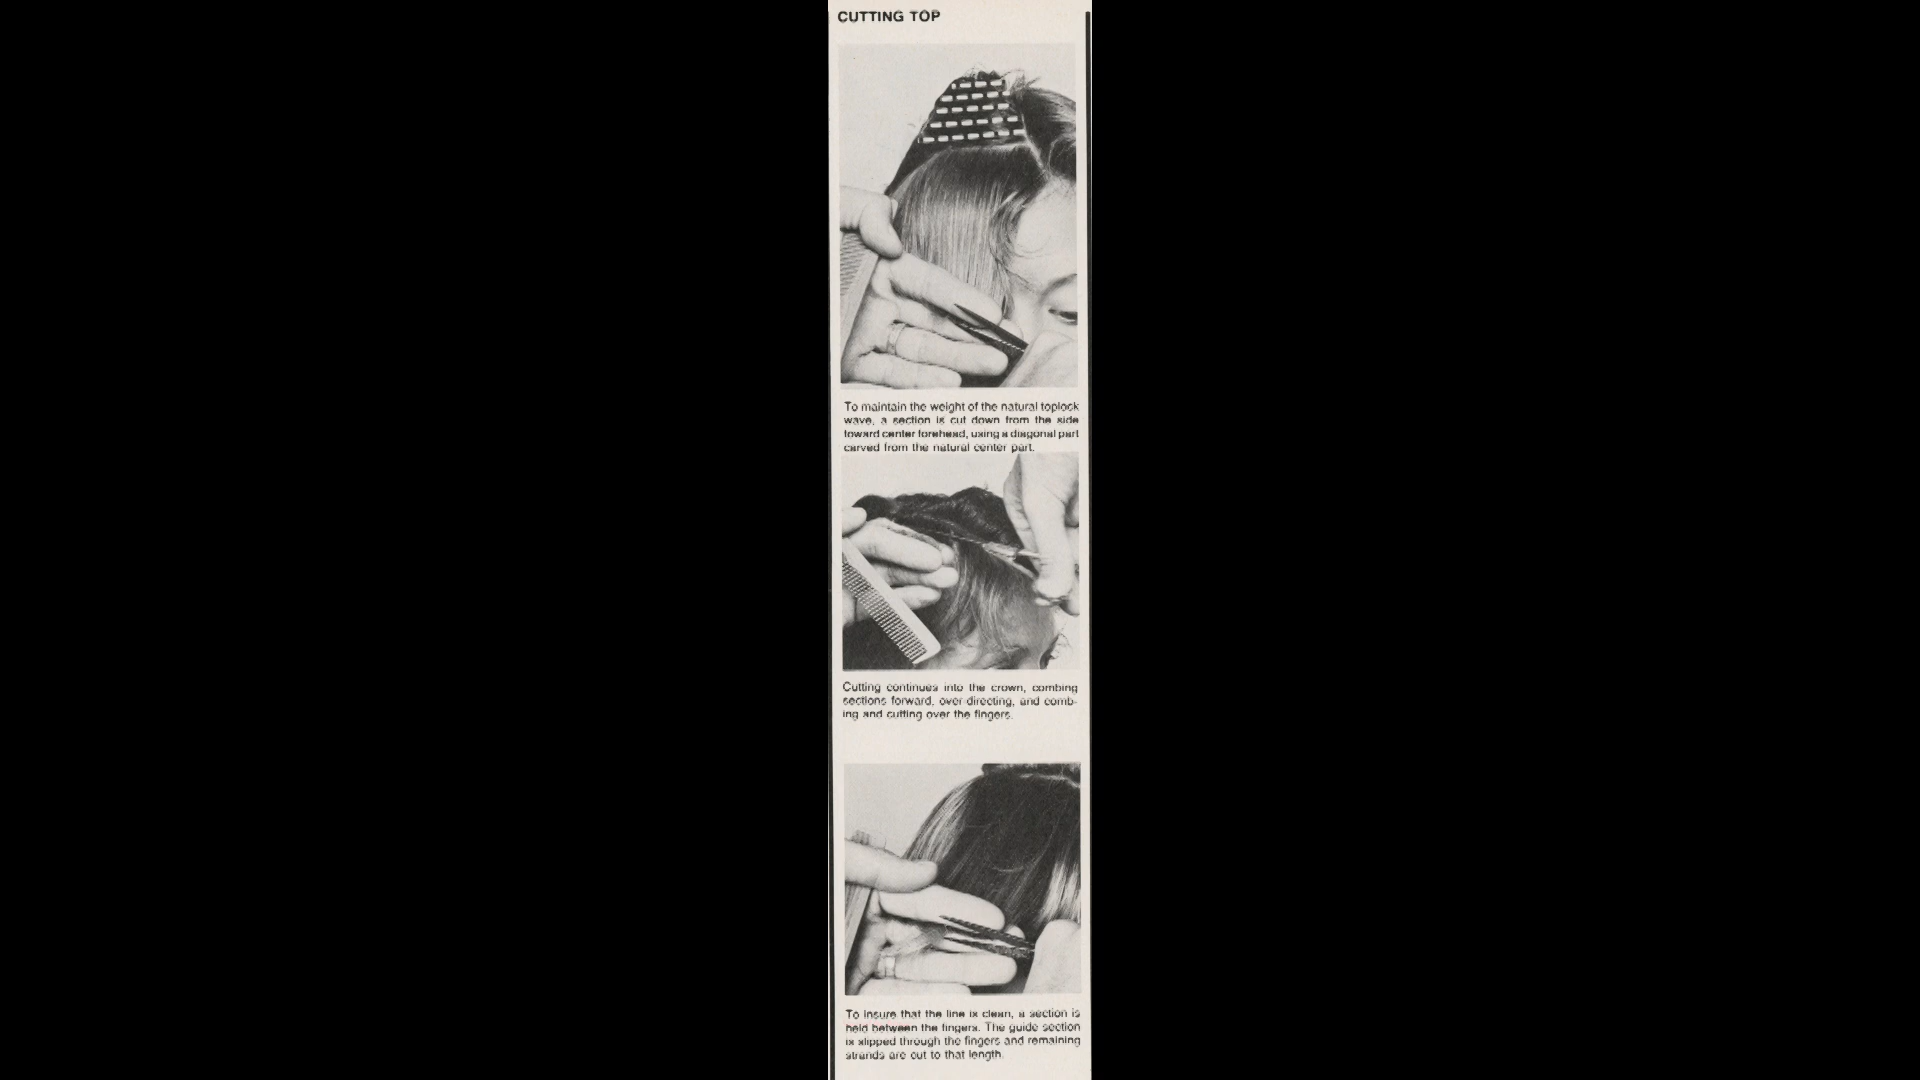 CUTTING TOP
To maintain the weight of the natural toplock
wave, a section is cut down from the side
toward center forehead, using a diagonal part
carved from the natural center part.
Cutting continues into the crown, combing
sections forward, over-directing, and comb-
ing and cutting over the fingers.
To insure that the line is clean, a section is
held between the fingers. The guide section
is slipped through the fingers and remaining
strands are cut to that length.